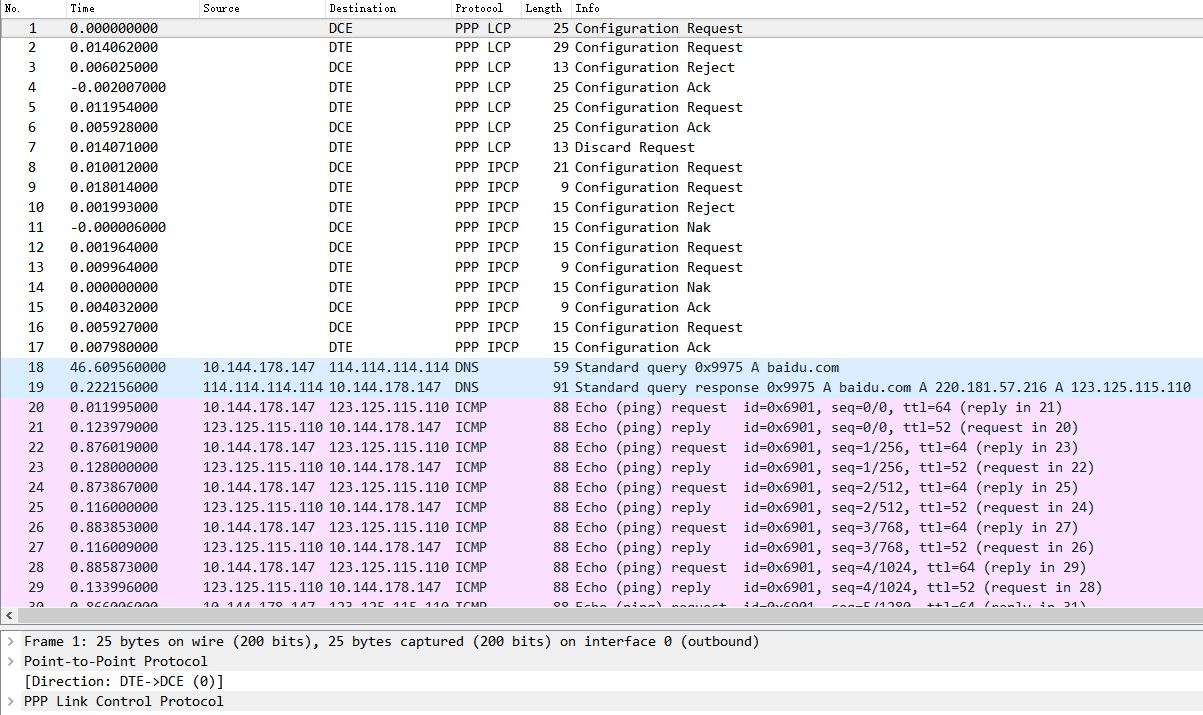 No. Time Source Destination Protocol Length Info
1 0.000000000 DCE PPP LCP 25 Configuration Request
2 0.014062000 DTE PPP LCP 29 Configuration Request
3 0.006025000 DCE PPP LCP 13 Configuration Reject
4 -0.002007000 DTE PPP LCP 25 Configuration Ack
5 0.011954000 DTE PPP LCP 25 Configuration Request
6 0.005928000 DCE PPP LCP 25 Configuration Ack
7 0.014071000 DTE PPP LCP 13 Discard Request
8 0.010012000 DCE PPP IPCP 21 Configuration Request
9 0.018014000 DTE PPP IPCP 9 Configuration Request
10 0.001993000 DTE PPP IPCP 15 Configuration Reject
11 -0.000006000 DCE PPP IPCP 15 Configuration Nak
12 0.001964000 DCE PPP IPCP 15 Configuration Request
13 0.009964000 DTE PPP IPCP 9 Configuration Request
14 0.000000000 DTE PPP IPCP 15 Configuration Nak
15 0.004032000 DCE PPP IPCP 9 Configuration Ack
16 0.005927000 DCE PPP IPCP 15 Configuration Request
17 0.007980000 DTE PPP IPCP 15 Configuration Ack
18 46.609560000 10.144.178.147 114.114.114.114 DNS 59 Standard query 0x9975 A baidu.com
19 0.222156000 114.114.114.114 10.144.178.147 DNS 91 Standard query response 0x9975 A baidu.com A 220.181.57.216 A 123.125.115.110
20 0.011995000 10.144.178.147 123.125.115.110 ICMP 88 Echo (ping) request id=0x6901, seq=0/0, ttl=64 (reply in 21)
21 0.123979000 123.125.115.110 10.144.178.147 ICMP 88 Echo (ping) reply id=0x6901, seq=0/0, ttl=52 (request in 20)
22 0.876019000 10.144.178.147 123.125.115.110 ICMP 88 Echo (ping) request id=0x6901, seq=1/256, ttl=64 (reply in 23)
23 0.128000000 123.125.115.110 10.144.178.147 ICMP 88 Echo (ping) reply id=0x6901, seq=1/256, ttl=52 (request in 22)
24 0.873867000 10.144.178.147 123.125.115.110 ICMP 88 Echo (ping) request id=0x6901, seq=2/512, ttl=64 (reply in 25)
25 0.116000000 123.125.115.110 10.144.178.147 ICMP 88 Echo (ping) reply id=0x6901, seq=2/512, ttl=52 (request in 24)
26 0.883853000 10.144.178.147 123.125.115.110 ICMP 88 Echo (ping) request id=0x6901, seq=3/768, ttl=64 (reply in 27)
27 0.116009000 123.125.115.110 10.144.178.147 ICMP 88 Echo (ping) reply id=0x6901, seq=3/768, ttl=52 (request in 26)
28 0.885873000 10.144.178.147 123.125.115.110 ICMP 88 Echo (ping) request id=0x6901, seq=4/1024, ttl=64 (reply in 29)
29 0.133996000 123.125.115.110 10.144.178.147 ICMP 88 Echo (ping) reply id=0x6901, seq=4/1024, ttl=52 (request in 28)
Frame 1: 25 bytes on wire (200 bits), 25 bytes captured (200 bits) on interface 0 (outbound)
Point-to-Point Protocol
[Direction: DTE->DCE (0)]
PPP Link Control Protocol